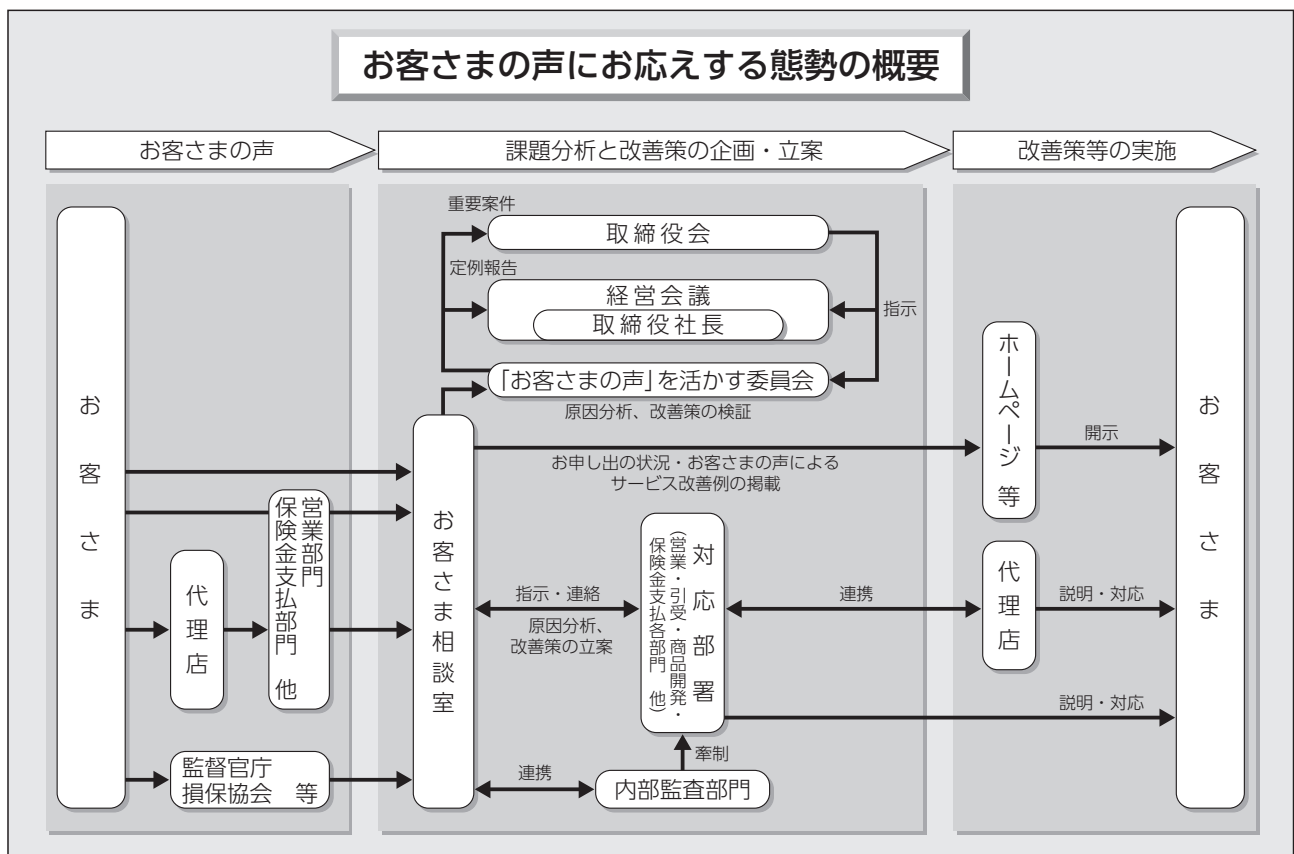 お客さまの声にお応えする態勢の概要
お客さまの声
課題分析と改善策の企画・立案
改善策等の実施
お客さま
代理店
営業部門
保険金支払部門　他
監督官庁
損保協会　等
重要案件
取締役会
定例報告
経営会議
取締役社長
指示
「お客さまの声」を活かす委員会
原因分析、改善策の検証
お客さま相談室
お申し出の状況・お客さまの声による
サービス改善例の掲載
指示・連絡
原因分析、
改善策の立案
対応部署
(営業・引受・商品開発・
保険金支払各部門　他)
牽制
連携
内部監査部門
連携
ホームページ 等
開示
代理店
説明・対応
説明・対応
お客さま